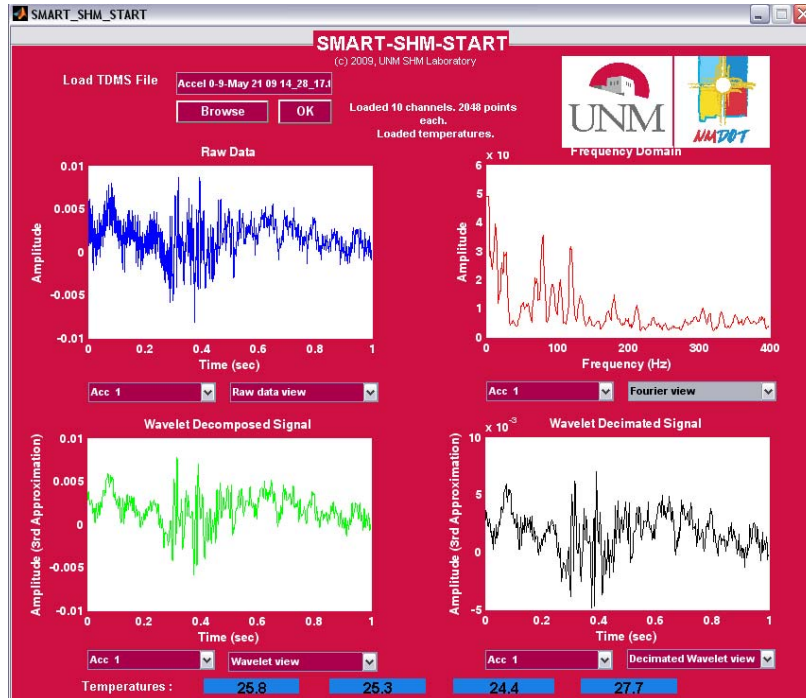 SMART_SHM_START
SMART-SHM-START
(c) 2009, UNM SHM Laboratory
Load TDMS File
Accel 0-9-May 21 09 14_28_17.t
Browse
OK
Loaded 10 channels. 2048 points
each.
Loaded temperatures.
UNM
NMDOT
Raw Data
0.01
0.005
0
-0.005
-0.01
Amplitude
0 0.2 0.4 0.6 0.8 1
Time (sec)
Acc 1
Raw data view
Frequency Domain
x 10
6
5
4
3
2
1
0
Amplitude
0 100 200 300 400
Frequency (Hz)
Acc 1
Fourier view
Wavelet Decomposed Signal
0.01
0.005
0
-0.005
-0.01
Amplitude (3rd Approximation)
0 0.2 0.4 0.6 0.8 1
Time (sec)
Acc 1
Wavelet view
Wavelet Decimated Signal
x 10^-3
10
5
0
-5
Amplitude (3rd Approximation)
0 0.2 0.4 0.6 0.8 1
Time (sec)
Acc 1
Decimated Wavelet view
Temperatures : 25.8 25.3 24.4 27.7